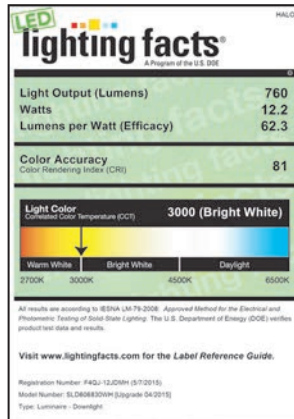 HALO
LED
lighting facts®
A Program of the U.S. DOE
Light Output (Lumens) 760
Watts 12.2
Lumens per Watt (Efficacy) 62.3
Color Accuracy
Color Rendering Index (CRI) 81
Light Color
Correlated Color Temperature (CCT) 3000 (Bright White)
Warm White Bright White Daylight
2700K 3000K 4500K 6500K
All results are according to IESNA LM-79-2008: Approved Method for the Electrical and
Photometric Testing of Solid-State Lighting. The U.S. Department of Energy (DOE) verifies
product test data and results.
Visit www.lightingfacts.com for the Label Reference Guide.
Registration Number: F4QJ-12JDMH (5/7/2015)
Model Number: SLD606830WH [Upgrade 04/2015]
Type: Luminaire - Downlight